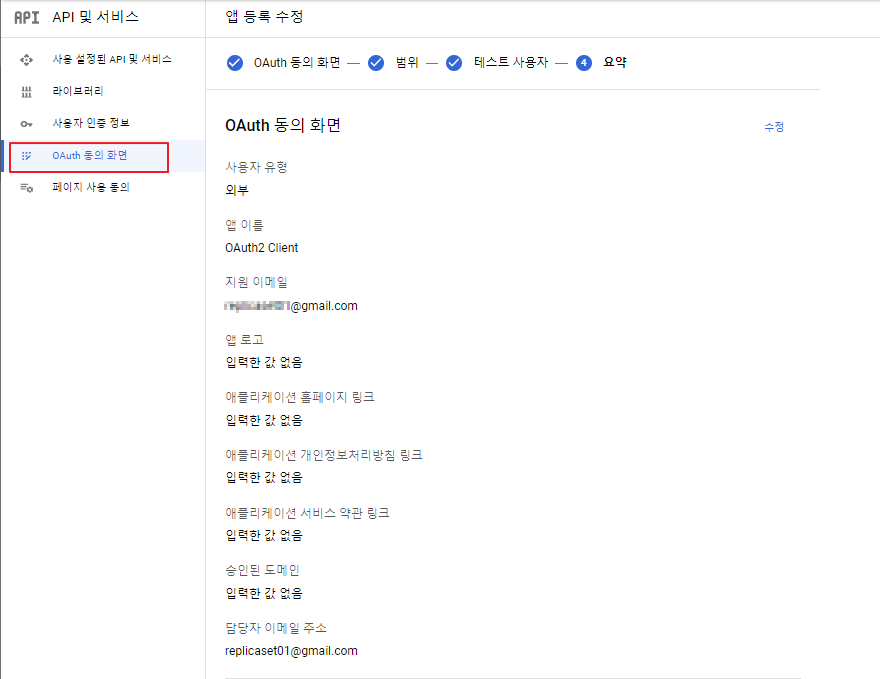 API API 및 서비스
앱 등록 수정
사용 설정된 API 및 서비스
라이브러리
사용자 인증 정보
OAuth 동의 화면
페이지 사용 동의
OAuth 동의 화면 — 범위 — 테스트 사용자 — 4 요약
OAuth 동의 화면
수정
사용자 유형
외부
앱 이름
OAuth2 Client
지원 이메일
@gmail.com
앱 로고
입력한 값 없음
애플리케이션 홈페이지 링크
입력한 값 없음
애플리케이션 개인정보처리방침 링크
입력한 값 없음
애플리케이션 서비스 약관 링크
입력한 값 없음
승인된 도메인
입력한 값 없음
담당자 이메일 주소
replicaset01@gmail.com